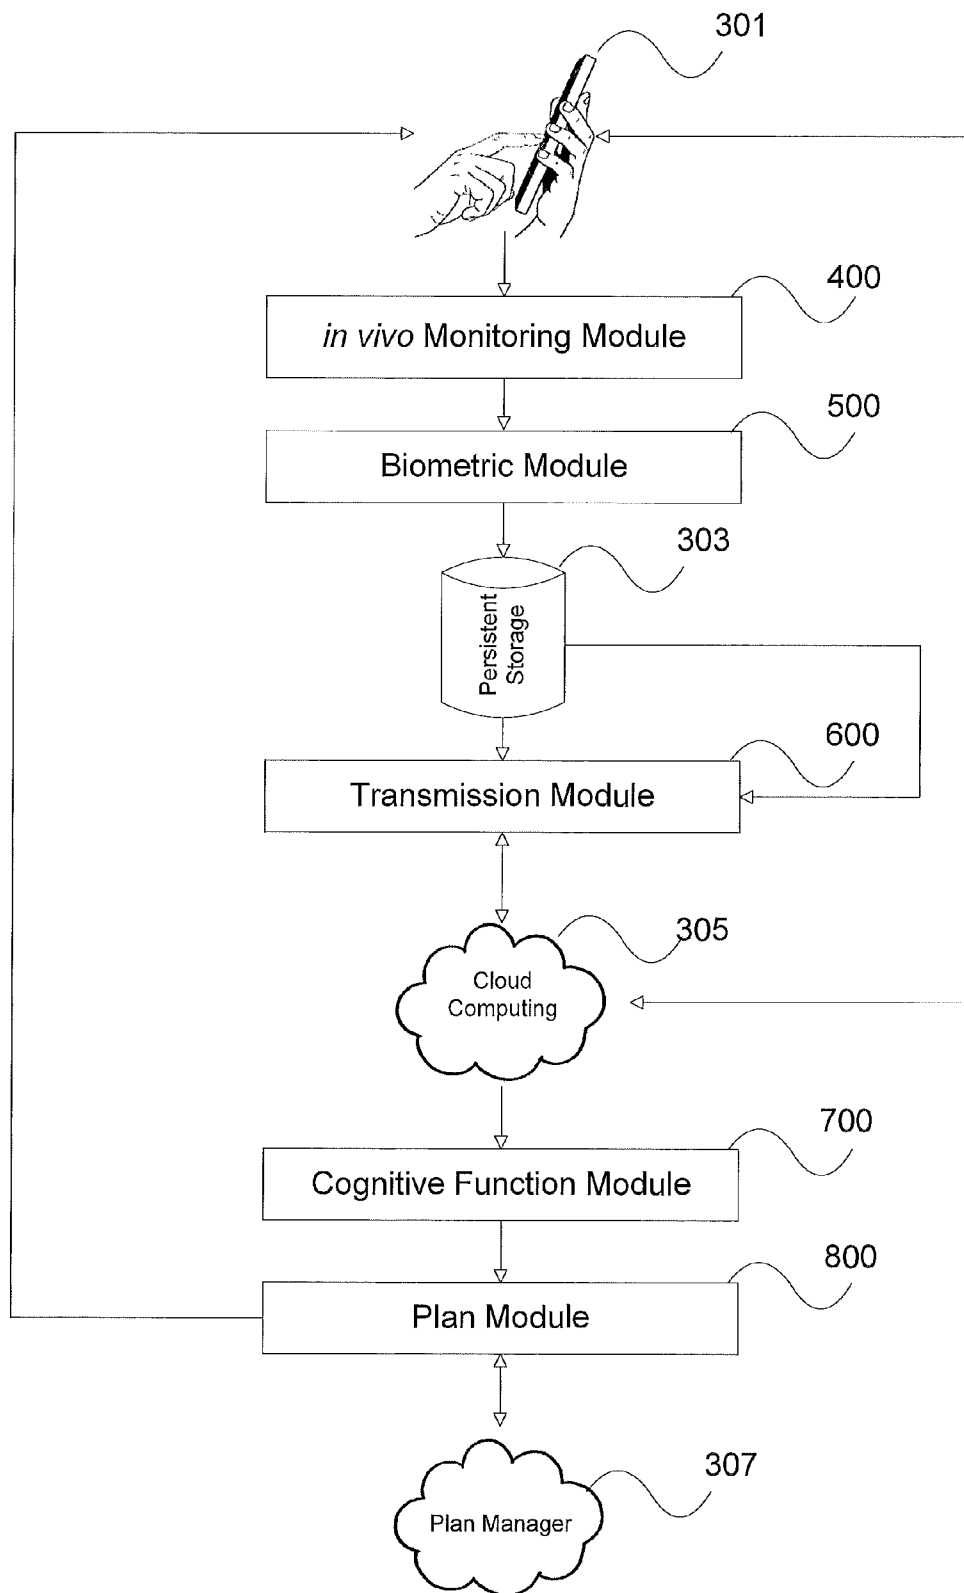 301
400
in vivo Monitoring Module
500
Biometric Module
303
Persistent
Storage
600
Transmission Module
305
Cloud
Computing
700
Cognitive Function Module
800
Plan Module
307
Plan Manager